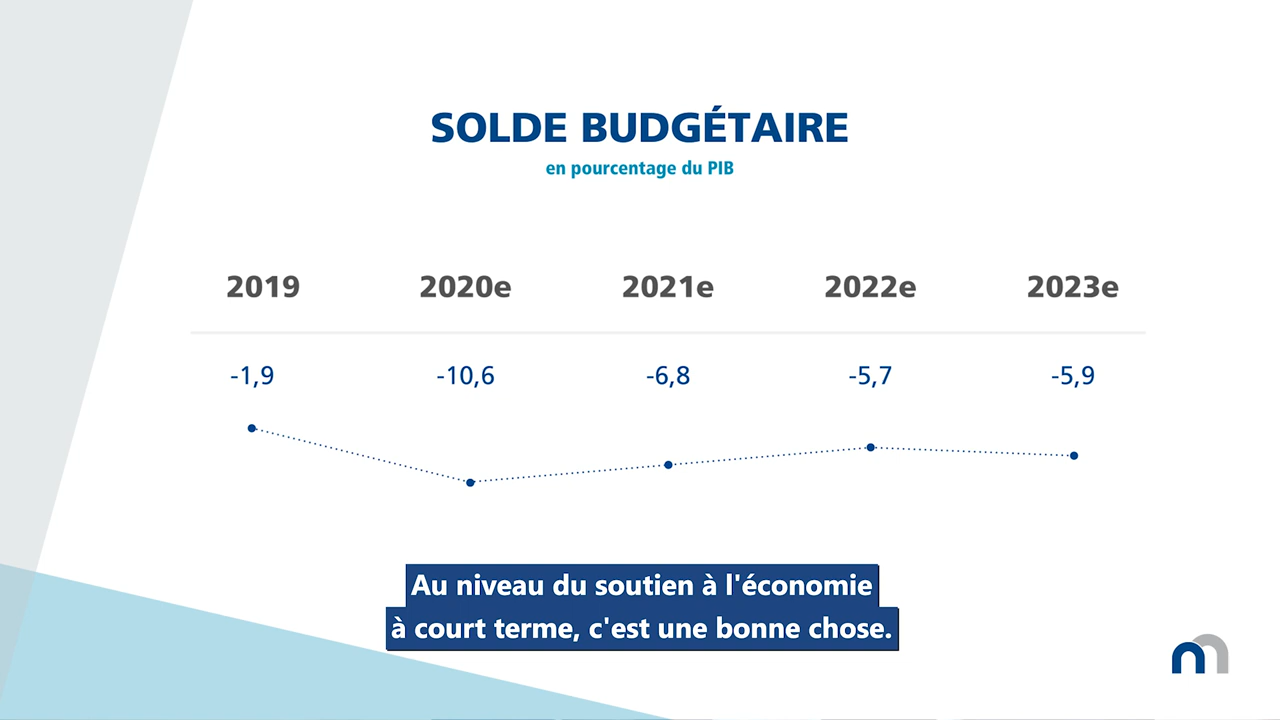 SOLDE BUDGÉTAIRE
en pourcentage du PIB
2019 2020e 2021e 2022e 2023e
-1,9 -10,6 -6,8 -5,7 -5,9
Au niveau du soutien à l'économie
à court terme, c'est une bonne chose.